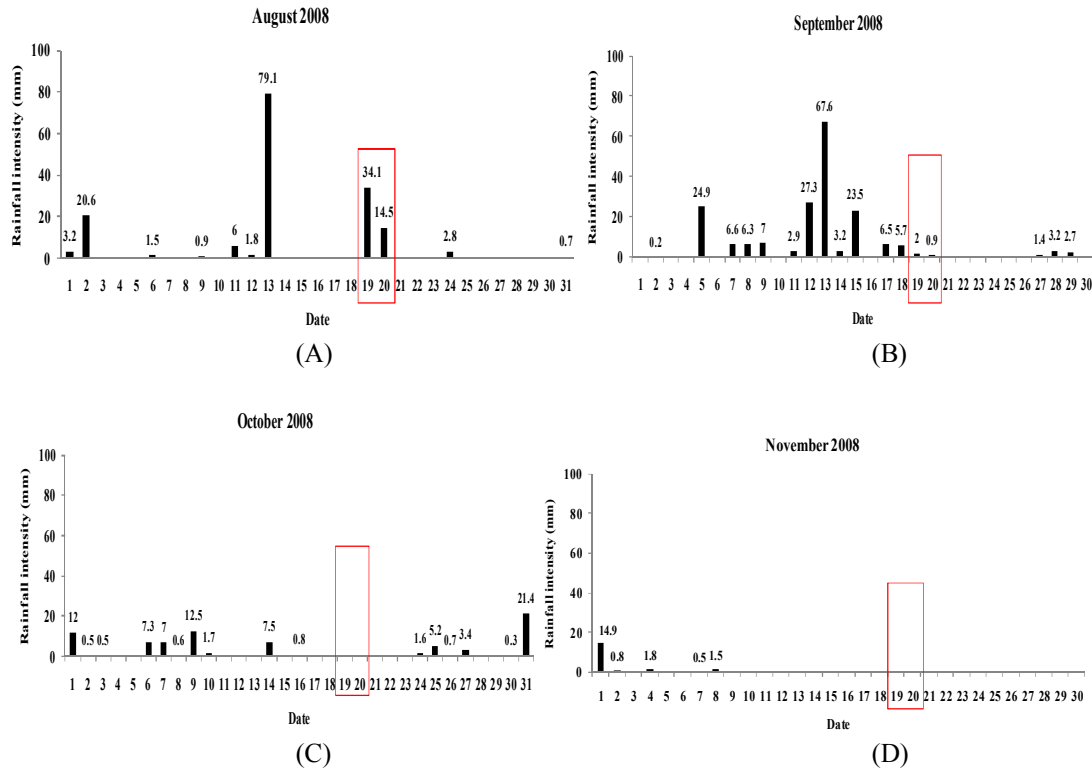 August 2008
Rainfall intensity (mm)
100
80
60
40
20
0
3.2 20.6 1.5 0.9 6 1.8 79.1 34.1 14.5 2.8 0.7
1 2 3 4 5 6 7 8 9 10 11 12 13 14 15 16 17 18 19 20 21 22 23 24 25 26 27 28 29 30 31
Date
(A)
September 2008
Rainfall intensity (mm)
100
80
60
40
20
0
0.2 24.9 6.6 6.3 7 2.9 27.3 67.6 3.2 23.5 6.5 5.7 2 0.9 1.4 3.2 2.7
1 2 3 4 5 6 7 8 9 10 11 12 13 14 15 16 17 18 19 20 21 22 23 24 25 26 27 28 29 30
Date
(B)
October 2008
Rainfall intensity (mm)
100
80
60
40
20
0
12 0.5 0.5 7.3 7 0.6 12.5 1.7 7.5 0.8 1.6 5.2 0.7 3.4 0.3 21.4
1 2 3 4 5 6 7 8 9 10 11 12 13 14 15 16 17 18 19 20 21 22 23 24 25 26 27 28 29 30 31
Date
(C)
November 2008
Rainfall intensity (mm)
100
80
60
40
20
0
14.9 0.8 1.8 0.5 1.5
1 2 3 4 5 6 7 8 9 10 11 12 13 14 15 16 17 18 19 20 21 22 23 24 25 26 27 28 29 30
Date
(D)